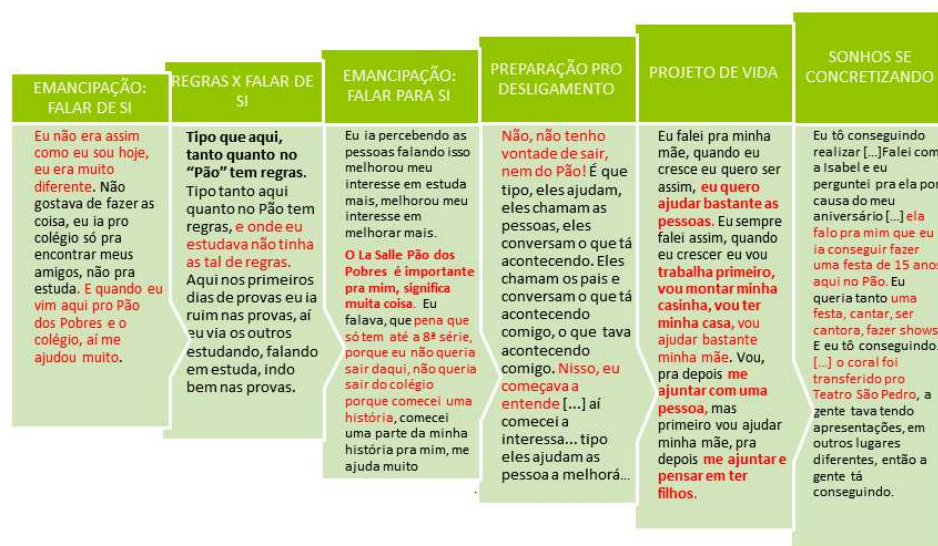 EMANCIPAÇÃO:
FALAR DE SI
Eu não era assim
como eu sou hoje,
eu era muito
diferente. Não
gostava de fazer as
coisa, eu ia pro
colégio só pra
encontrar meus
amigos, não pra
estuda. E quando eu
vim aqui pro Pão
dos Pobres e o
colégio, aí me
ajudou muito.
REGRAS X FALAR DE
SI
Tipo que aqui,
tanto quanto no
“Pão” tem regras.
Tipo tanto aqui
quanto no Pão tem
regras, e onde eu
estudava não tinha
as tal de regras.
Aqui nos primeiros
dias de provas eu ia
ruim nas provas, aí
eu via os outros
estudando, falando
em estuda, indo
bem nas provas.
EMANCIPAÇÃO:
FALAR PARA SI
Eu ia percebendo as
pessoas falando isso
melhorou meu
interesse em estuda
mais, melhorou meu
interesse em
melhorar mais.
O La Salle Pão dos
Pobres é importante
pra mim, significa
muita coisa. Eu
falava, que pena que
só tem até a 8ª série,
porque eu não queria
sair daqui, não queria
sair do colégio
porque comecei uma
história, comecei
uma parte da minha
história pra mim, me
ajuda muito
.
PREPARAÇÃO PRO
DESLIGAMENTO
Não, não tenho
vontade de sair,
nem do Pão! É que
tipo, eles ajudam,
eles chamam as
pessoas, eles
conversam o que tá
acontecendo. Eles
chamam os pais e
conversam o que tá
acontecendo
comigo, o que tava
acontecendo
comigo. Nisso, eu
começava a
entende [...] aí
comecei a
interessa... tipo
eles ajudam as
pessoa a melhorá...
PROJETO DE VIDA
Eu falei pra minha
mãe, quando eu
cresce eu quero ser
assim, eu quero
ajudar bastante as
pessoas. Eu sempre
falei assim, quando
eu crescer eu vou
trabalha primeiro,
vou montar minha
casinha, vou ter
minha casa, vou
ajudar bastante
minha mãe. Vou,
pra depois me
ajuntar com uma
pessoa, mas
primeiro vou ajudar
minha mãe, pra
depois me ajuntar e
pensar em ter
filhos.
SONHOS SE
CONCRETIZANDO
Eu tô conseguindo
realizar [...]Falei com
a Isabel e eu
perguntei pra ela por
causa do meu
aniversário [...] ela
falo pra mim que eu
ia conseguir fazer
uma festa de 15 anos
aqui no Pão. Eu
queria tanto uma
festa, cantar, ser
cantora, fazer shows.
E eu tô conseguindo.
[...] o coral foi
transferido pro
Teatro São Pedro, a
gente tava tendo
apresentações, em
outros lugares
diferentes, então a
gente tá
conseguindo.